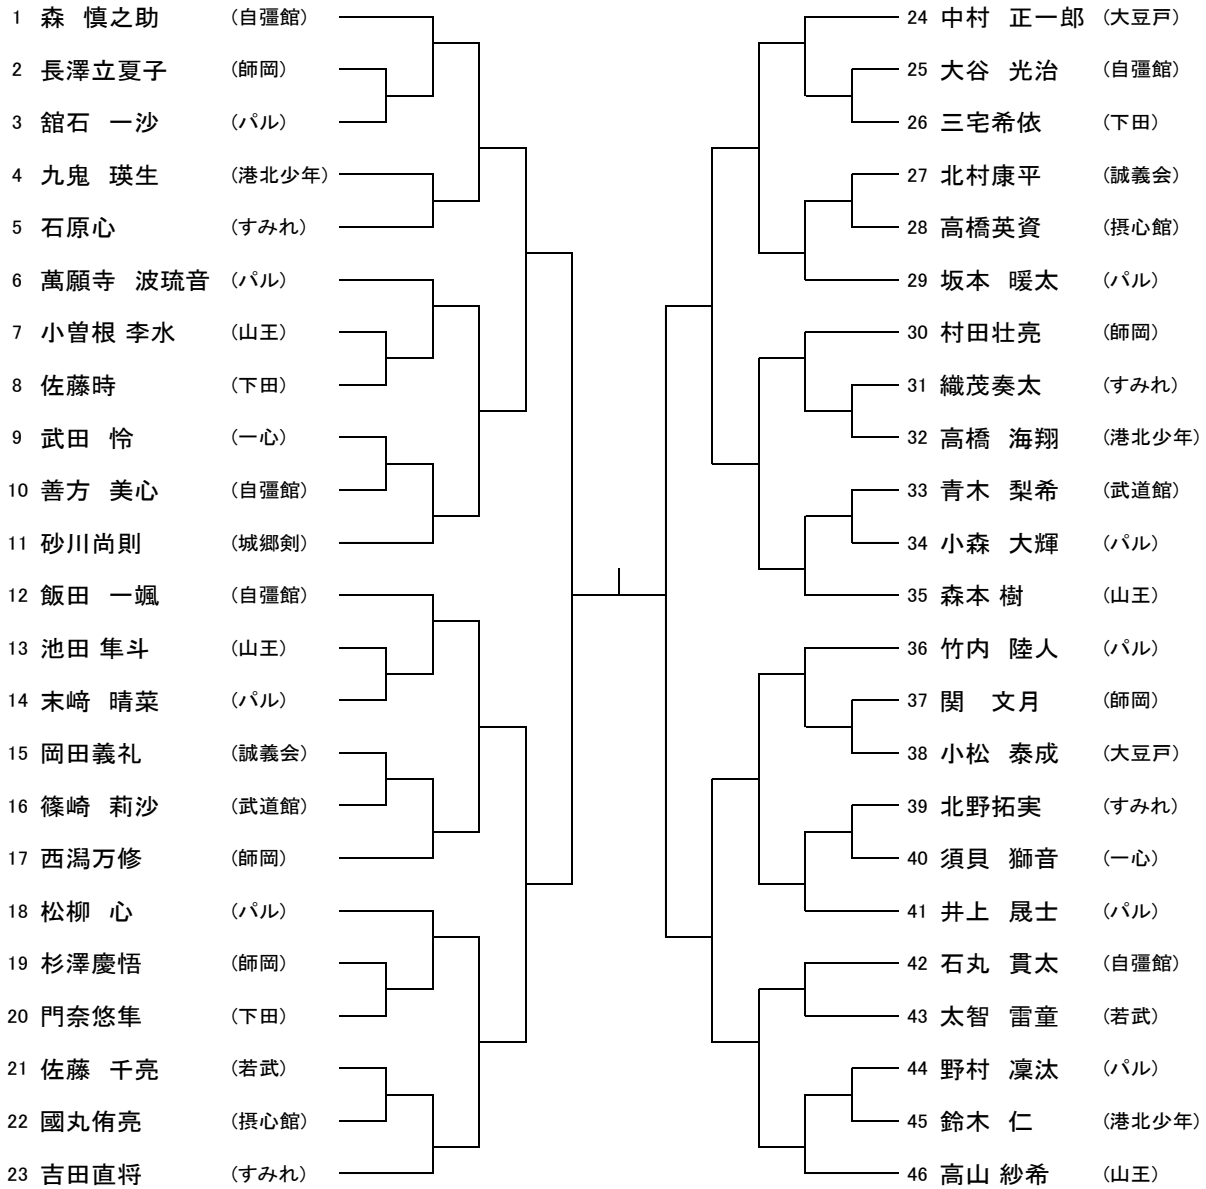 1 森 慎之助 (自彊館)
2 長澤立夏子 (師岡)
3 舘石 一沙 (パル)
4 九鬼 瑛生 (港北少年)
5 石原心 (すみれ)
6 萬願寺 波琉音 (パル)
7 小曽根 李水 (山王)
8 佐藤時 (下田)
9 武田 怜 (一心)
10 善方 美心 (自彊館)
11 砂川尚則 (城郷剣)
12 飯田 一颯 (自彊館)
13 池田 隼斗 (山王)
14 末﨑 晴菜 (パル)
15 岡田義礼 (誠義会)
16 篠崎 莉沙 (武道館)
17 西潟万修 (師岡)
18 松柳 心 (パル)
19 杉澤慶悟 (師岡)
20 門奈悠隼 (下田)
21 佐藤 千亮 (若武)
22 國丸侑亮 (摂心館)
23 吉田直将 (すみれ)
24 中村 正一郎 (大豆戸)
25 大谷 光治 (自彊館)
26 三宅希依 (下田)
27 北村康平 (誠義会)
28 高橋英資 (摂心館)
29 坂本 暖太 (パル)
30 村田壮亮 (師岡)
31 織茂奏太 (すみれ)
32 高橋 海翔 (港北少年)
33 青木 梨希 (武道館)
34 小森 大輝 (パル)
35 森本 樹 (山王)
36 竹内 陸人 (パル)
37 関 文月 (師岡)
38 小松 泰成 (大豆戸)
39 北野拓実 (すみれ)
40 須貝 獅音 (一心)
41 井上 晟士 (パル)
42 石丸 貫太 (自彊館)
43 太智 雷童 (若武)
44 野村 凜汰 (パル)
45 鈴木 仁 (港北少年)
46 高山 紗希 (山王)